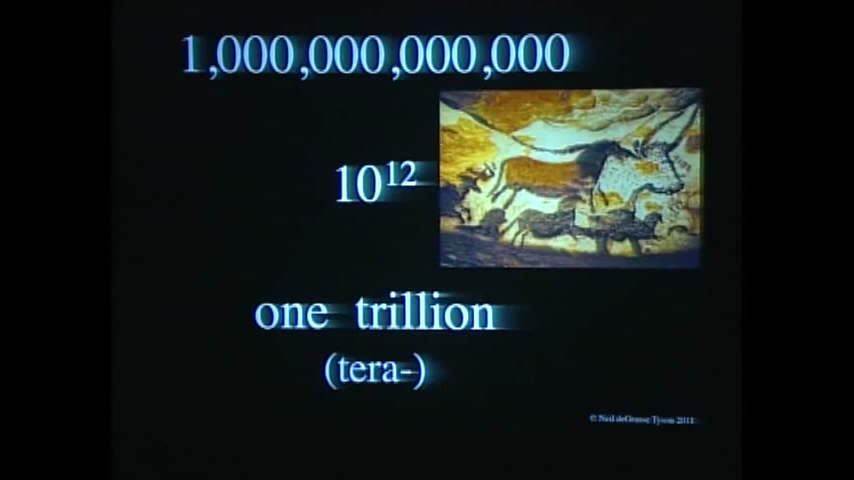 1,000,000,000,000
10¹²
one trillion
(tera-)
© Neil deGrasse Tyson 2011